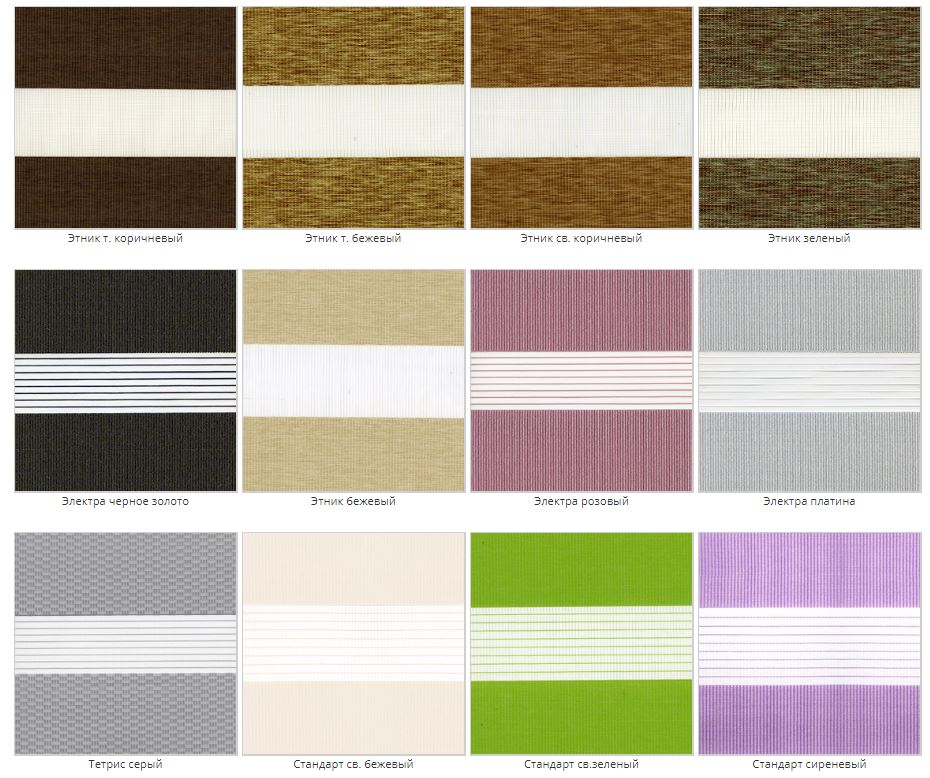 Этник т. коричневый
Этник т. бежевый
Этник св. коричневый
Этник зеленый
Электра черное золото
Этник бежевый
Электра розовый
Электра платина
Тетрис серый
Стандарт св. бежевый
Стандарт св.зеленый
Стандарт сиреневый